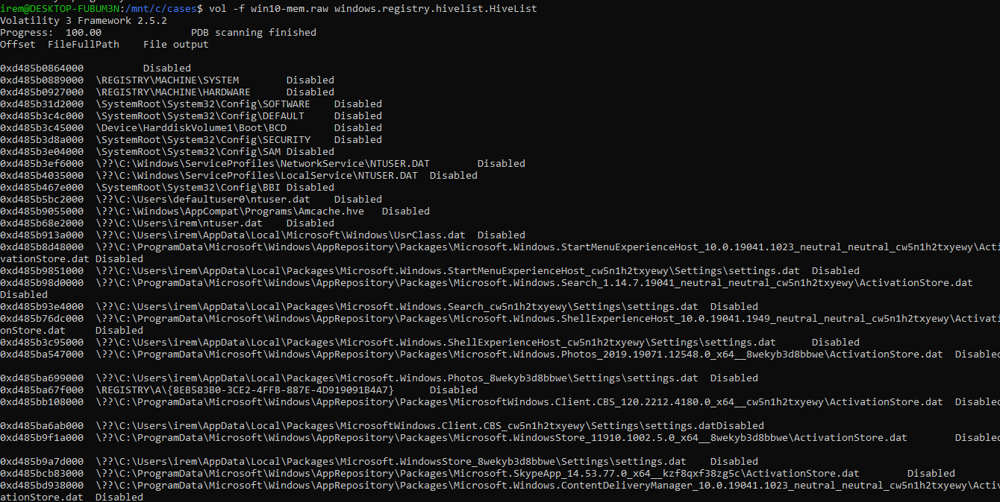 irem@DESKTOP-FUBUM3N:/mnt/c/cases$ vol -f win10-mem.raw windows.registry.hivelist.HiveList
Volatility 3 Framework 2.5.2
Progress:  100.00               PDB scanning finished
Offset  FileFullPath    File output

0xd485b0864000          Disabled
0xd485b0889000  \REGISTRY\MACHINE\SYSTEM        Disabled
0xd485b0927000  \REGISTRY\MACHINE\HARDWARE      Disabled
0xd485b31d2000  \SystemRoot\System32\Config\SOFTWARE    Disabled
0xd485b3c4c000  \SystemRoot\System32\Config\DEFAULT     Disabled
0xd485b3c45000  \Device\HarddiskVolume1\Boot\BCD        Disabled
0xd485b3d8a000  \SystemRoot\System32\Config\SECURITY    Disabled
0xd485b3e04000  \SystemRoot\System32\Config\SAM Disabled
0xd485b3ef6000  \??\C:\Windows\ServiceProfiles\NetworkService\NTUSER.DAT        Disabled
0xd485b4035000  \??\C:\Windows\ServiceProfiles\LocalService\NTUSER.DAT  Disabled
0xd485b467e000  \SystemRoot\System32\Config\BBI Disabled
0xd485b5bc2000  \??\C:\Users\defaultuser0\ntuser.dat    Disabled
0xd485b9055000  \??\C:\Windows\AppCompat\Programs\Amcache.hve   Disabled
0xd485b68e2000  \??\C:\Users\irem\ntuser.dat    Disabled
0xd485b913a000  \??\C:\Users\irem\AppData\Local\Microsoft\Windows\UsrClass.dat  Disabled
0xd485b8d48000  \??\C:\ProgramData\Microsoft\Windows\AppRepository\Packages\Microsoft.Windows.StartMenuExperienceHost_10.0.19041.1023_neutral_neutral_cw5n1h2txyewy\Acti
vationStore.dat Disabled
0xd485b9851000  \??\C:\Users\irem\AppData\Local\Packages\Microsoft.Windows.StartMenuExperienceHost_cw5n1h2txyewy\Settings\settings.dat  Disabled
0xd485b98d0000  \??\C:\ProgramData\Microsoft\Windows\AppRepository\Packages\Microsoft.Windows.Search_1.14.7.19041_neutral_neutral_cw5n1h2txyewy\ActivationStore.dat
Disabled
0xd485b93e4000  \??\C:\Users\irem\AppData\Local\Packages\Microsoft.Windows.Search_cw5n1h2txyewy\Settings\settings.dat  Disabled
0xd485b76dc000  \??\C:\ProgramData\Microsoft\Windows\AppRepository\Packages\Microsoft.Windows.ShellExperienceHost_10.0.19041.1949_neutral_neutral_cw5n1h2txyewy\Activati
onStore.dat     Disabled
0xd485b3c95000  \??\C:\Users\irem\AppData\Local\Packages\Microsoft.Windows.ShellExperienceHost_cw5n1h2txyewy\Settings\settings.dat      Disabled
0xd485ba547000  \??\C:\ProgramData\Microsoft\Windows\AppRepository\Packages\Microsoft.Windows.Photos_2019.19071.12548.0_x64__8wekyb3d8bbwe\ActivationStore.dat  Disabled

0xd485ba699000  \??\C:\Users\irem\AppData\Local\Packages\Microsoft.Windows.Photos_8wekyb3d8bbwe\Settings\settings.dat  Disabled
0xd485ba67f000  \REGISTRY\A\{8EB583B0-3CE2-4FFB-887E-4D919091B4A7}      Disabled
0xd485bb108000  \??\C:\ProgramData\Microsoft\Windows\AppRepository\Packages\MicrosoftWindows.Client.CBS_120.2212.4180.0_x64__cw5n1h2txyewy\ActivationStore.dat  Disabled

0xd485ba6ab000  \??\C:\Users\irem\AppData\Local\Packages\MicrosoftWindows.Client.CBS_cw5n1h2txyewy\Settings\settings.datDisabled
0xd485b9f1a000  \??\C:\ProgramData\Microsoft\Windows\AppRepository\Packages\Microsoft.WindowsStore_11910.1002.5.0_x64__8wekyb3d8bbwe\ActivationStore.dat        Disabled

0xd485b9a7d000  \??\C:\Users\irem\AppData\Local\Packages\Microsoft.WindowsStore_8wekyb3d8bbwe\Settings\settings.dat    Disabled
0xd485bcb83000  \??\C:\ProgramData\Microsoft\Windows\AppRepository\Packages\Microsoft.SkypeApp_14.53.77.0_x64__kzf8qxf38zg5c\ActivationStore.dat        Disabled
0xd485bd938000  \??\C:\ProgramData\Microsoft\Windows\AppRepository\Packages\Microsoft.Windows.ContentDeliveryManager_10.0.19041.1023_neutral_neutral_cw5n1h2txyewy\Activ
ationStore.dat  Disabled